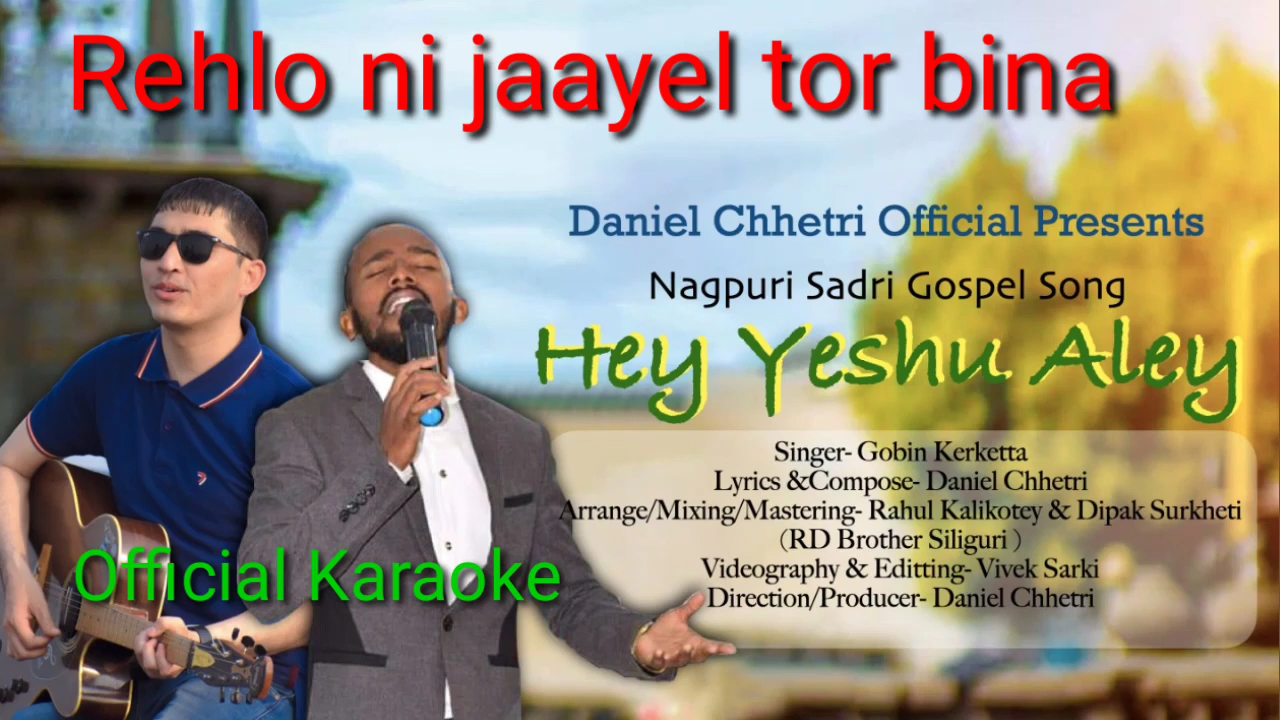 Rehlo ni jaayel tor bina
Daniel Chhetri Official Presents
Nagpuri Sadri Gospel Song
Hey Yeshu Aley
Singer- Gobin Kerketta
Lyrics &Compose- Daniel Chhetri
Arrange/Mixing/Mastering- Rahul Kalikotey & Dipak Surkheti
(RD Brother Siliguri )
Videography & Editting- Vivek Sarki
Direction/Producer- Daniel Chhetri
Official Karaoke